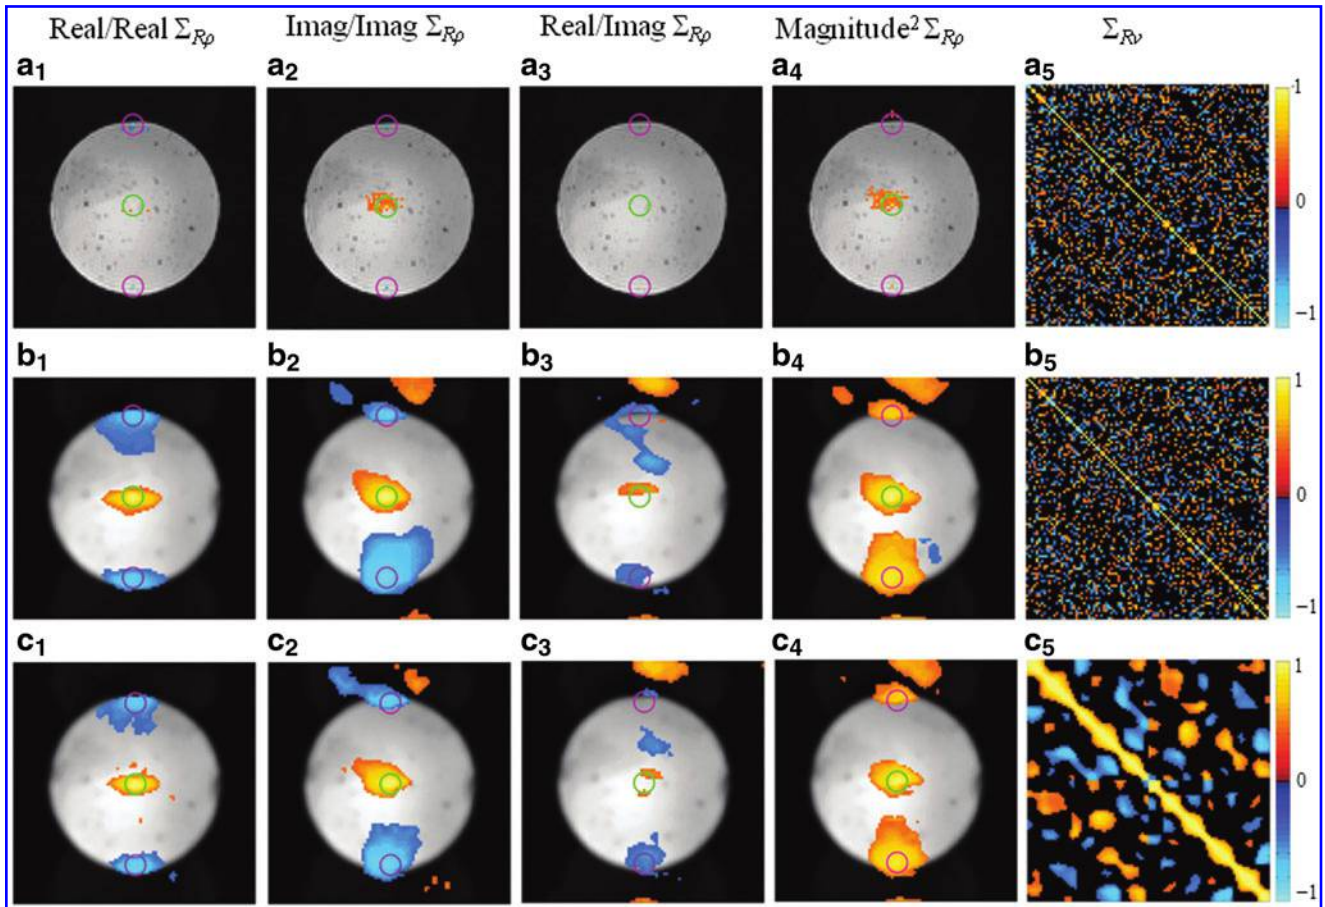 Real/Real Σ_Rρ Imag/Imag Σ_Rρ Real/Imag Σ_Rρ Magnitude² Σ_Rρ Σ_Rν
a1 a2 a3 a4 a5
1
0
−1
b1 b2 b3 b4 b5
1
0
−1
c1 c2 c3 c4 c5
1
0
−1